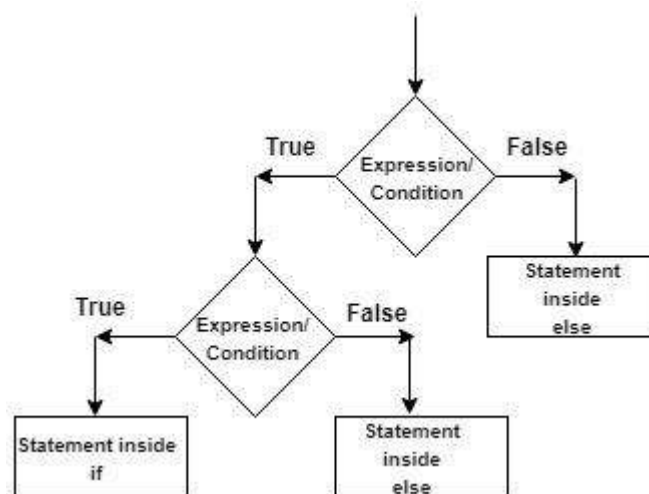 True
False
Expression/
Condition
Statement
inside
else
True
False
Expression/
Condition
Statement inside
if
Statement
inside
else